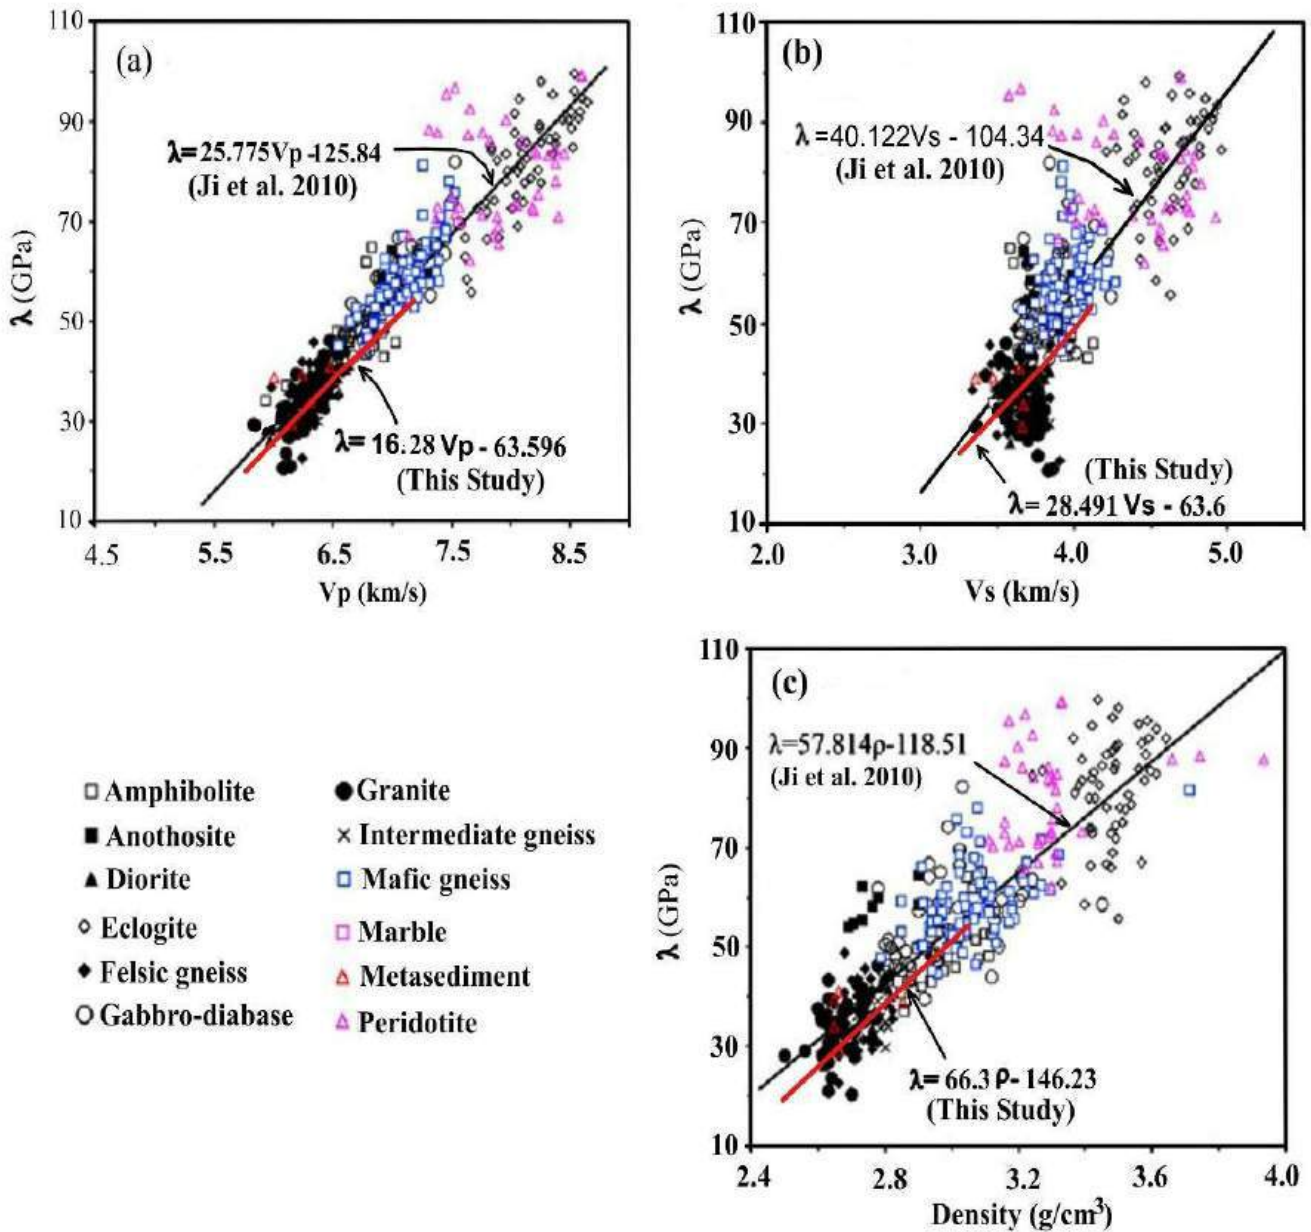 110
90
70
50
30
10
λ (GPa)
(a)
λ=25.775Vp-125.84
(Ji et al. 2010)
λ= 16.28 Vp - 63.596
(This Study)
4.5 5.5 6.5 7.5 8.5
Vp (km/s)
110
90
70
50
30
10
λ (GPa)
(b)
λ =40.122Vs - 104.34
(Ji et al. 2010)
(This Study)
λ= 28.491 Vs - 63.6
2.0 3.0 4.0 5.0
Vs (km/s)
Amphibolite
Anothosite
Diorite
Eclogite
Felsic gneiss
Gabbro-diabase
Granite
Intermediate gneiss
Mafic gneiss
Marble
Metasediment
Peridotite
110
90
70
50
30
10
λ (GPa)
(c)
λ=57.814ρ-118.51
(Ji et al. 2010)
λ= 66.3 ρ- 146.23
(This Study)
2.4 2.8 3.2 3.6 4.0
Density (g/cm³)